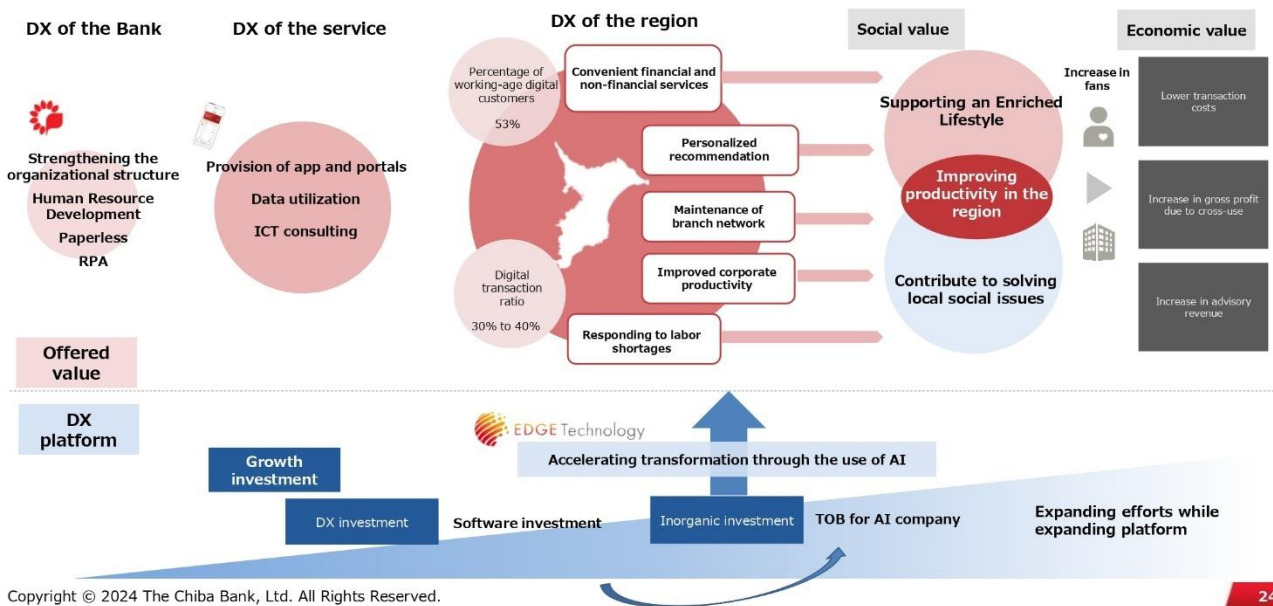 DX of the Bank
DX of the service
DX of the region
Social value
Economic value
Strengthening the
organizational structure
Human Resource
Development
Paperless
RPA
Provision of app and portals
Data utilization
ICT consulting
Percentage of
working-age digital
customers
53%
Digital
transaction
ratio
30% to 40%
Convenient financial and
non-financial services
Personalized
recommendation
Maintenance of
branch network
Improved corporate
productivity
Responding to labor
shortages
Supporting an Enriched
Lifestyle
Improving
productivity in the
region
Contribute to solving
local social issues
Increase in
fans
Lower transaction
costs
Increase in gross profit
due to cross-use
Increase in advisory
revenue
Offered
value
DX
platform
EDGE Technology
Accelerating transformation through the use of AI
Growth
investment
DX investment
Software investment
Inorganic investment
TOB for AI company
Expanding efforts while
expanding platform
Copyright © 2024 The Chiba Bank, Ltd. All Rights Reserved.
24